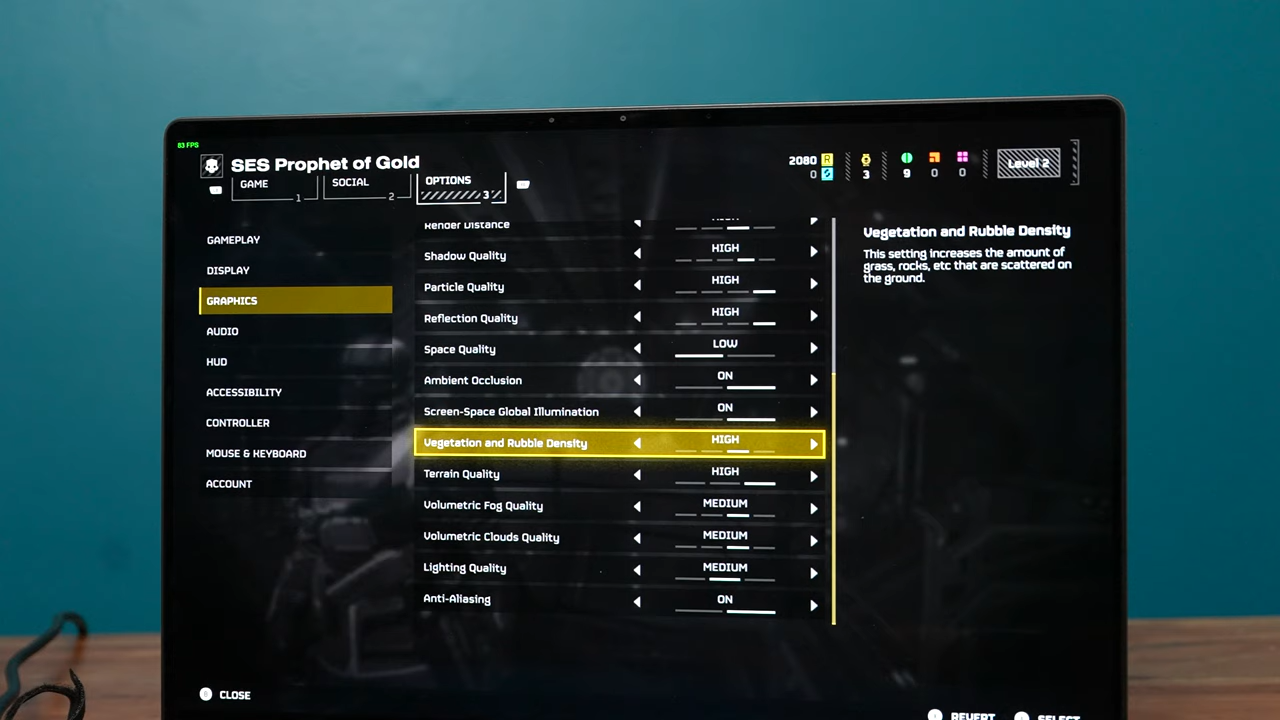 83 FPS
SES Prophet of Gold
GAME 1
SOCIAL 2
OPTIONS 3
2080 R
0 S
3
9
0
0
Level 2
GAMEPLAY
DISPLAY
GRAPHICS
AUDIO
HUD
ACCESSIBILITY
CONTROLLER
MOUSE & KEYBOARD
ACCOUNT
Render Distance HIGH
Shadow Quality HIGH
Particle Quality HIGH
Reflection Quality HIGH
Space Quality LOW
Ambient Occlusion ON
Screen-Space Global Illumination ON
Vegetation and Rubble Density HIGH
Terrain Quality HIGH
Volumetric Fog Quality MEDIUM
Volumetric Clouds Quality MEDIUM
Lighting Quality MEDIUM
Anti-Aliasing ON
Vegetation and Rubble Density
This setting increases the amount of
grass, rocks, etc that are scattered on
the ground.
CLOSE
REVERT
SELECT